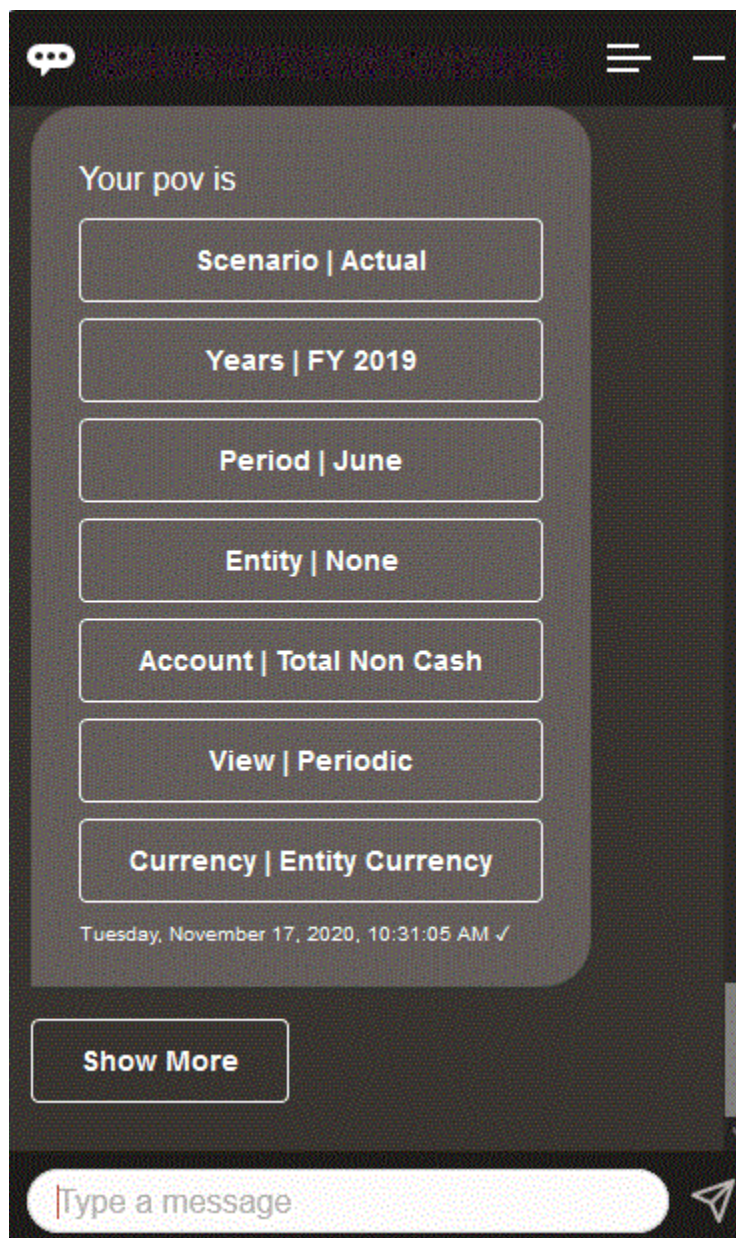 Your pov is
Scenario | Actual
Years | FY 2019
Period | June
Entity | None
Account | Total Non Cash
View | Periodic
Currency | Entity Currency
Tuesday, November 17, 2020, 10:31:05 AM ✓
Show More
Type a message